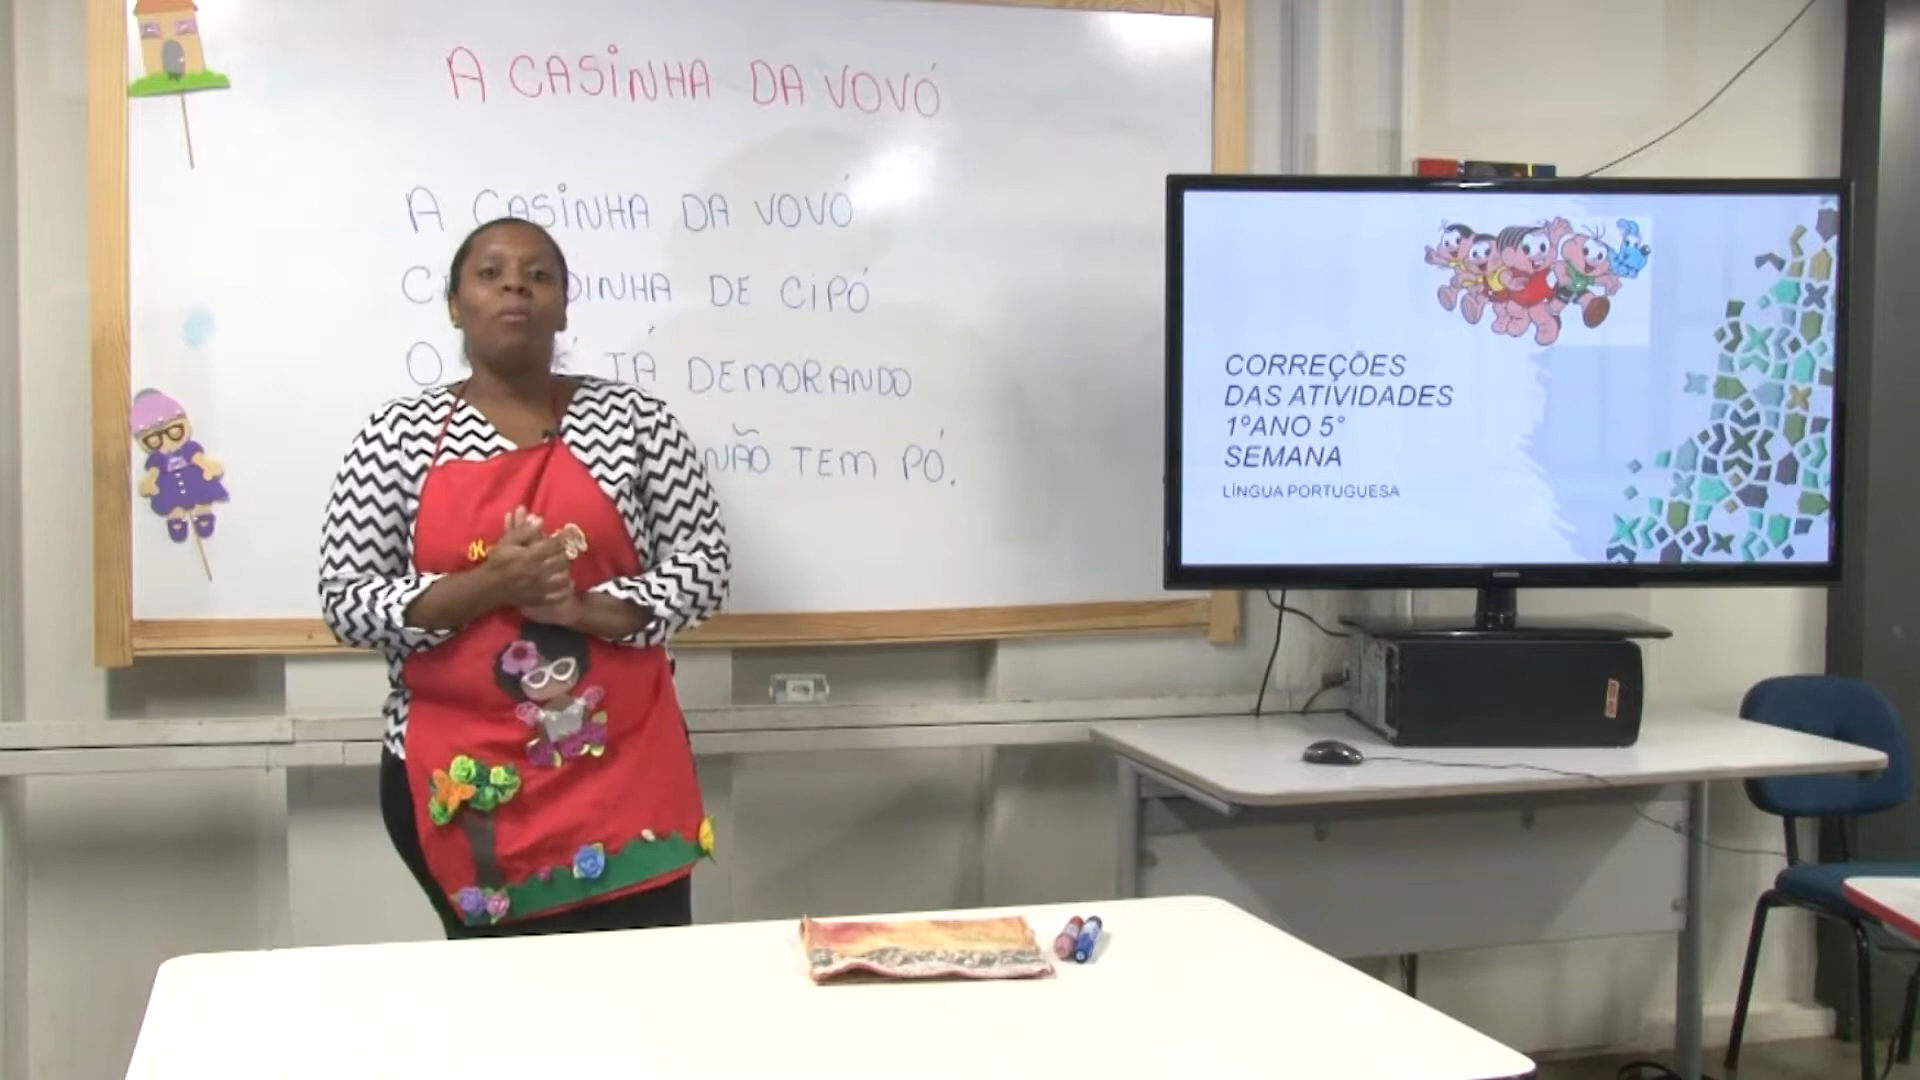 A CASINHA DA VOVÓ
A CASINHA DA VOVÓ
DE CIPÓ
O JÁ DEMORANDO
NÃO TEM PÓ.
CORREÇÕES
DAS ATIVIDADES
1ºANO 5°
SEMANA
LÍNGUA PORTUGUESA